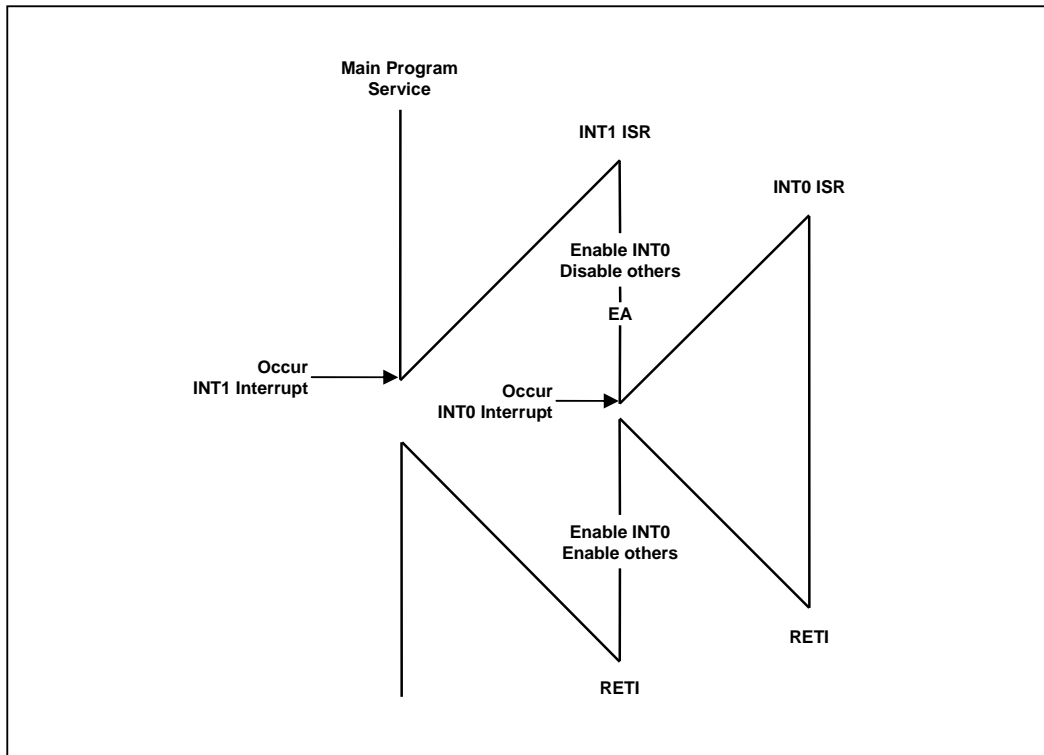 Main Program
Service
INT1 ISR
INT0 ISR
Enable INT0
Disable others
EA
Occur
INT1 Interrupt
Occur
INT0 Interrupt
Enable INT0
Enable others
RETI
RETI